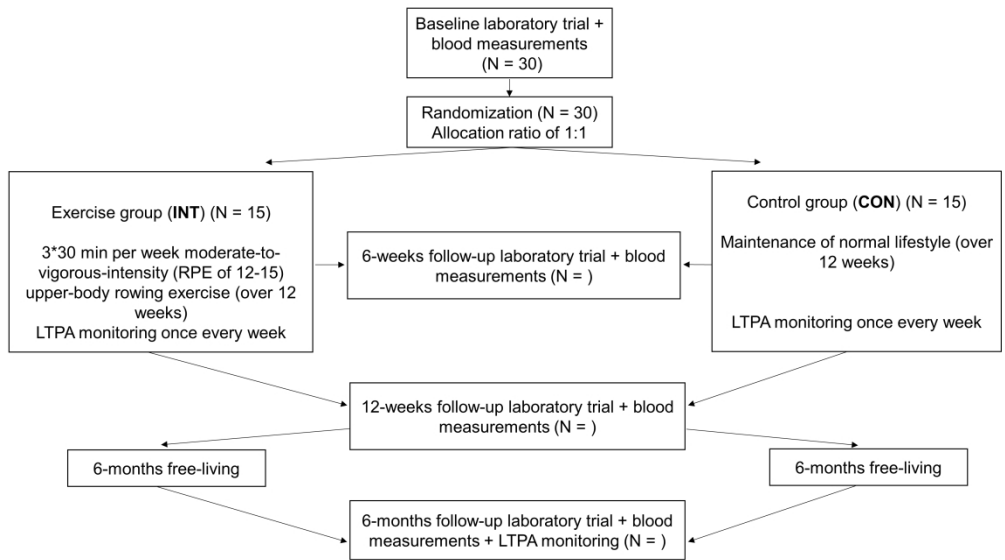 Baseline laboratory trial +
blood measurements
(N = 30)
Randomization (N = 30)
Allocation ratio of 1:1
Exercise group (INT) (N = 15)
3*30 min per week moderate-to-
vigorous-intensity (RPE of 12-15)
upper-body rowing exercise (over 12
weeks)
LTPA monitoring once every week
6-weeks follow-up laboratory trial + blood
measurements (N = )
Control group (CON) (N = 15)
Maintenance of normal lifestyle (over
12 weeks)
LTPA monitoring once every week
12-weeks follow-up laboratory trial + blood
measurements (N = )
6-months free-living
6-months free-living
6-months follow-up laboratory trial + blood
measurements + LTPA monitoring (N = )